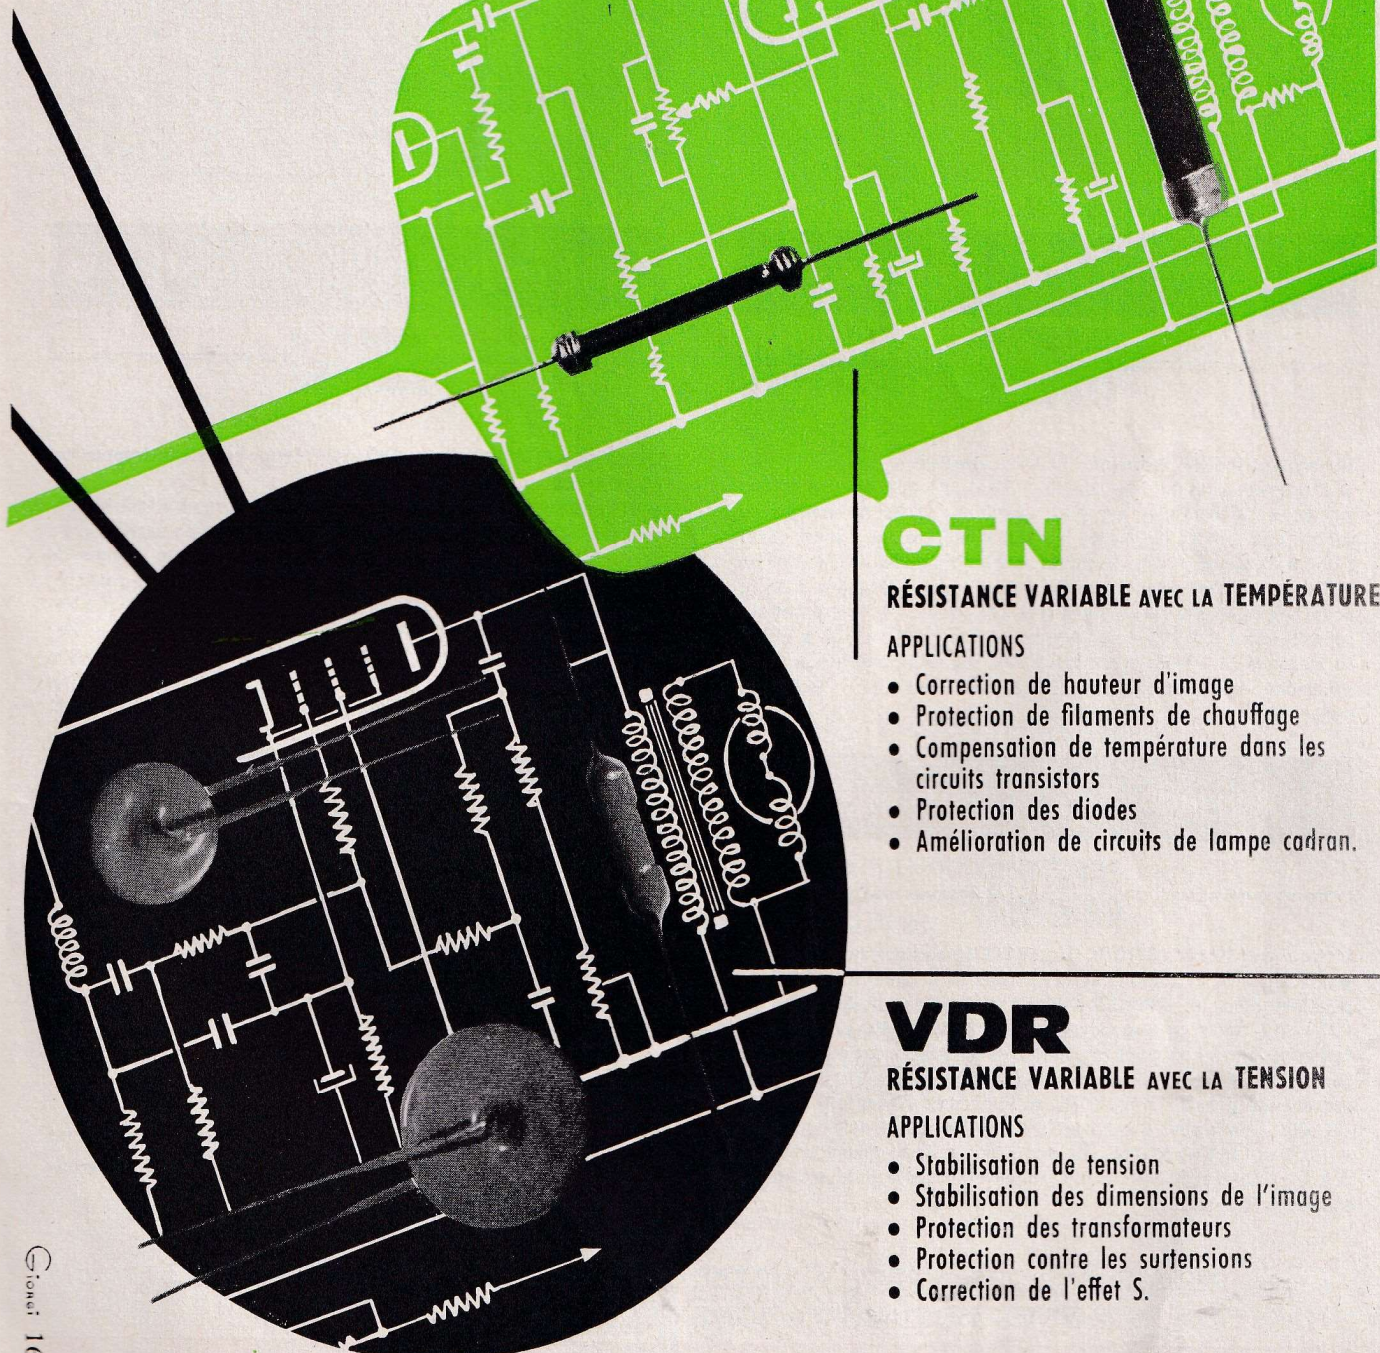 CTN
RÉSISTANCE VARIABLE AVEC LA TEMPÉRATURE
APPLICATIONS
• Correction de hauteur d'image
• Protection de filaments de chauffage
• Compensation de température dans les
circuits transistors
• Protection des diodes
• Amélioration de circuits de lampe cadran.
VDR
RÉSISTANCE VARIABLE AVEC LA TENSION
APPLICATIONS
• Stabilisation de tension
• Stabilisation des dimensions de l'image
• Protection des transformateurs
• Protection contre les surtensions
• Correction de l'effet S.